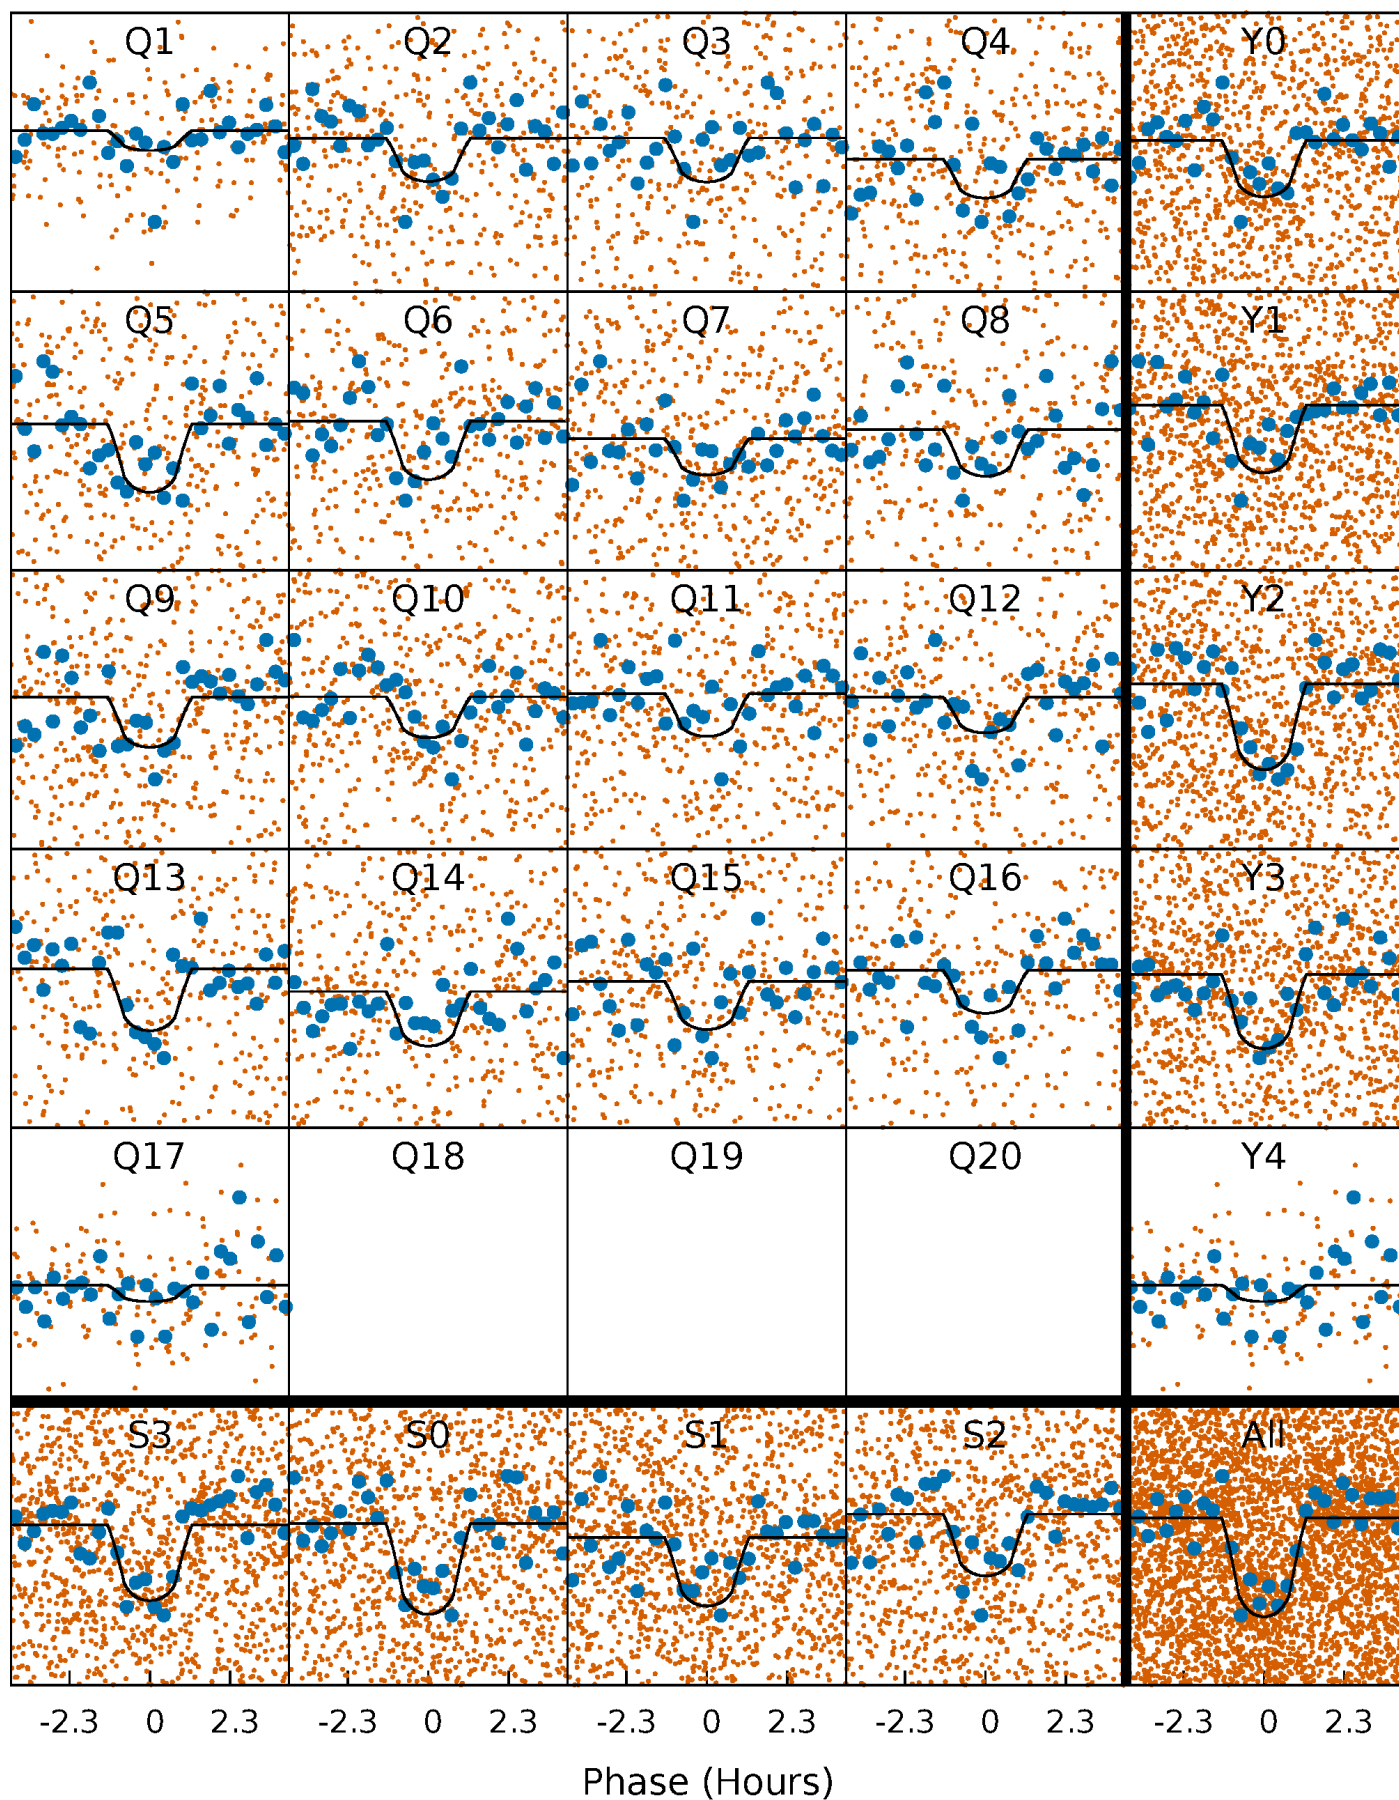 Q1 Q2 Q3 Q4 Y0
Q5 Q6 Q7 Q8 Y1
Q9 Q10 Q11 Q12 Y2
Q13 Q14 Q15 Q16 Y3
Q17 Q18 Q19 Q20 Y4
S3 S0 S1 S2 All
-2.3 0 2.3 -2.3 0 2.3 -2.3 0 2.3 -2.3 0 2.3 -2.3 0 2.3
Phase (Hours)